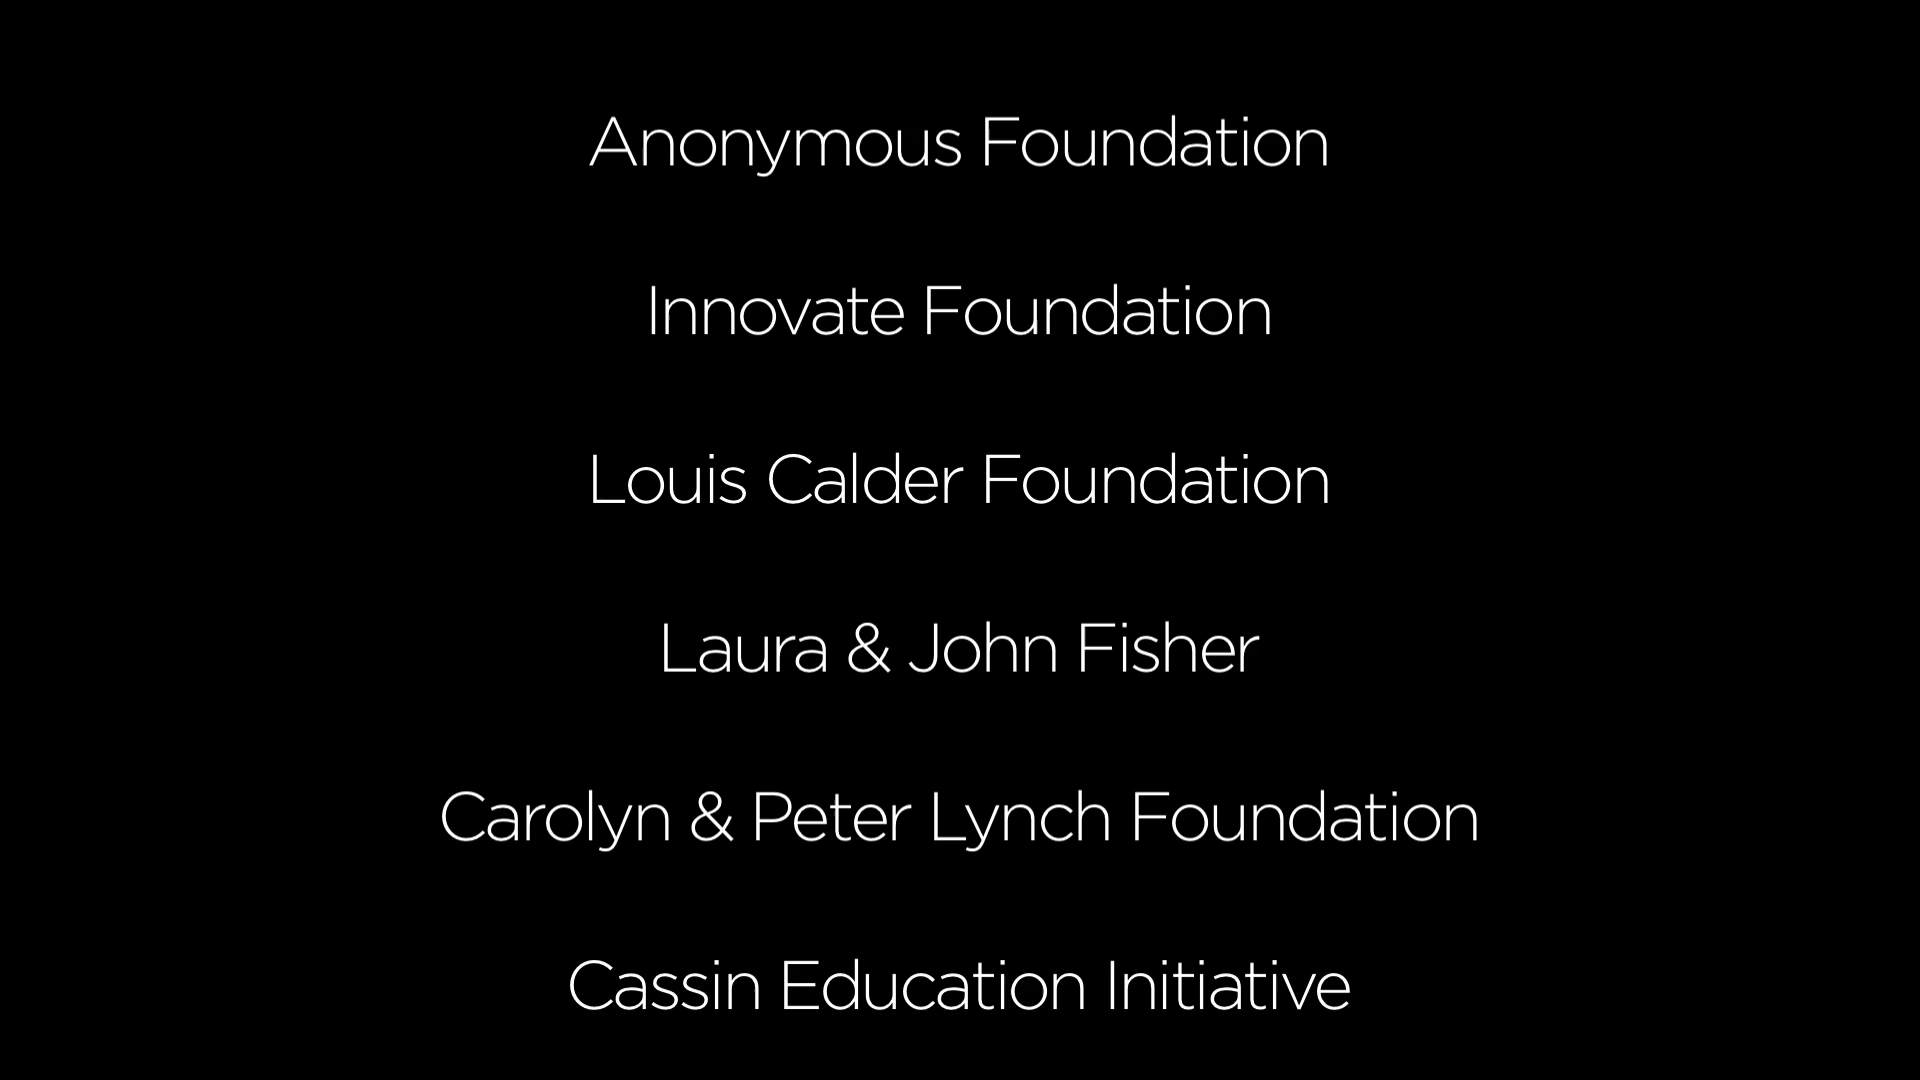 Anonymous Foundation
Innovate Foundation
Louis Calder Foundation
Laura & John Fisher
Carolyn & Peter Lynch Foundation
Cassin Education Initiative